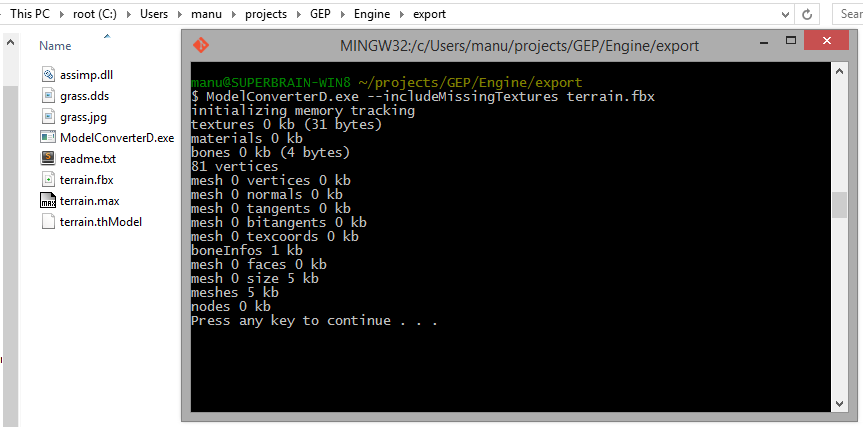 This PC > root (C:) > Users > manu > projects > GEP > Engine > export
Sear
Name
assimp.dll
grass.dds
grass.jpg
ModelConverterD.exe
readme.txt
terrain.fbx
MAX
terrain.max
terrain.thModel
MINGW32:/c/Users/manu/projects/GEP/Engine/export
manu@SUPERBRAIN-WIN8 ~/projects/GEP/Engine/export
$ ModelConverterD.exe --includeMissingTextures terrain.fbx
initializing memory tracking
textures 0 kb (31 bytes)
materials 0 kb
bones 0 kb (4 bytes)
81 vertices
mesh 0 vertices 0 kb
mesh 0 normals 0 kb
mesh 0 tangents 0 kb
mesh 0 bitangents 0 kb
mesh 0 texcoords 0 kb
boneInfos 1 kb
mesh 0 faces 0 kb
mesh 0 size 5 kb
meshes 5 kb
nodes 0 kb
Press any key to continue . . .